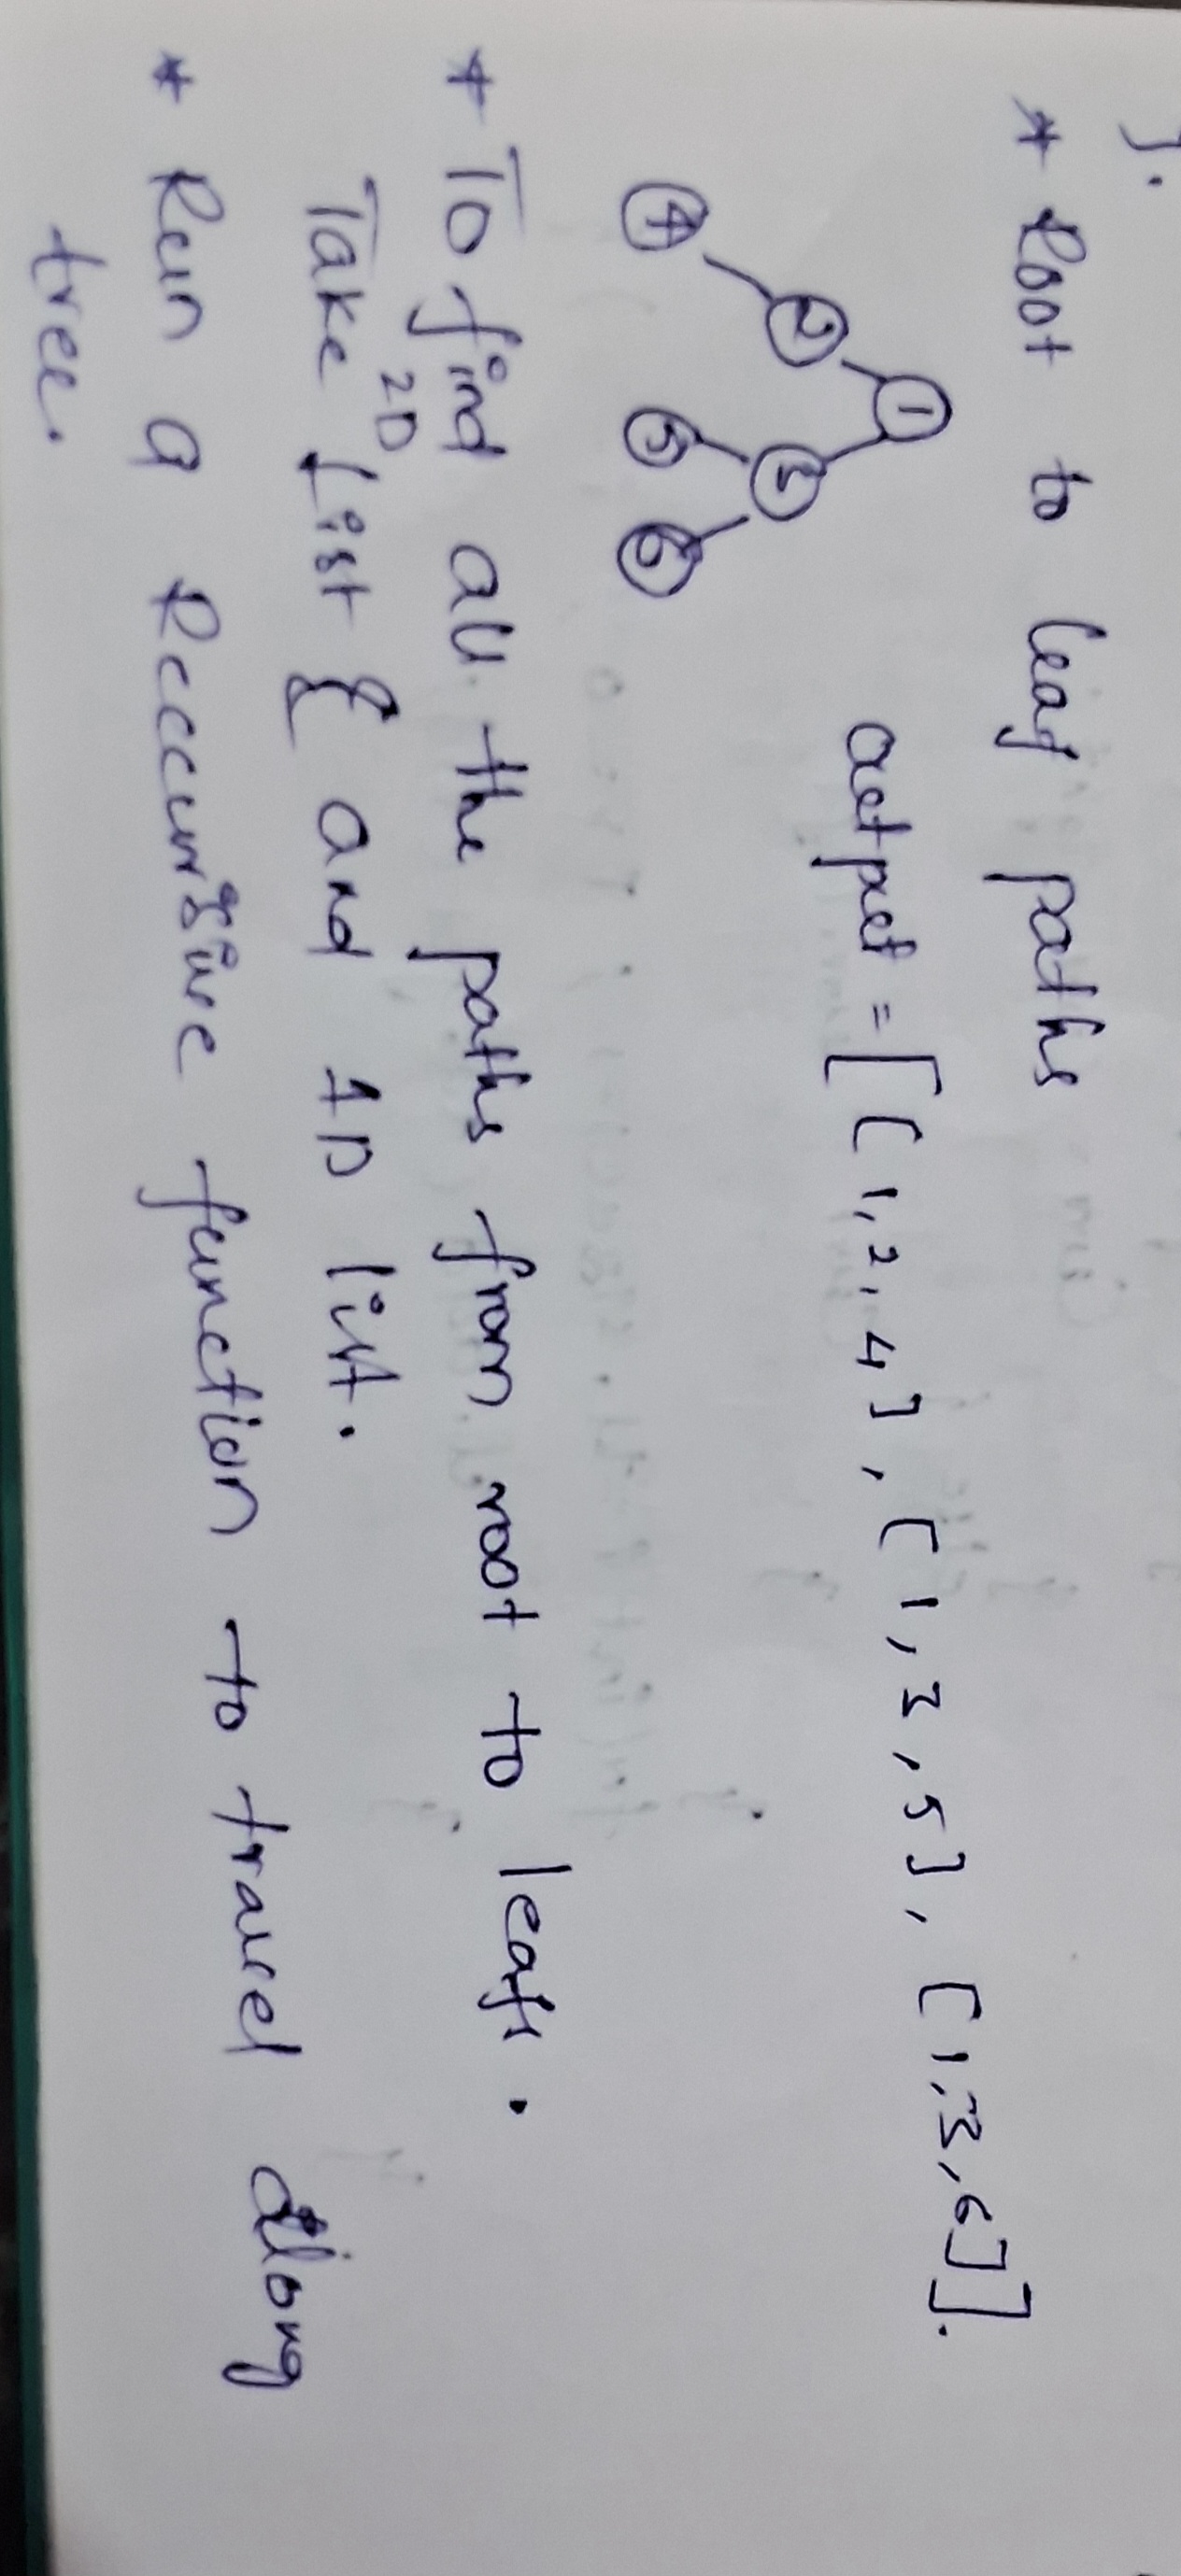 }.
* Root to leaf paths
1
2
3
4
5
6
output = [[1,2,4], [1,3,5], [1,3,6]].
* To find all the paths from root to leafs.
2D
Take List & and 1D list.
* Run a Reccursive function to travel along
tree.